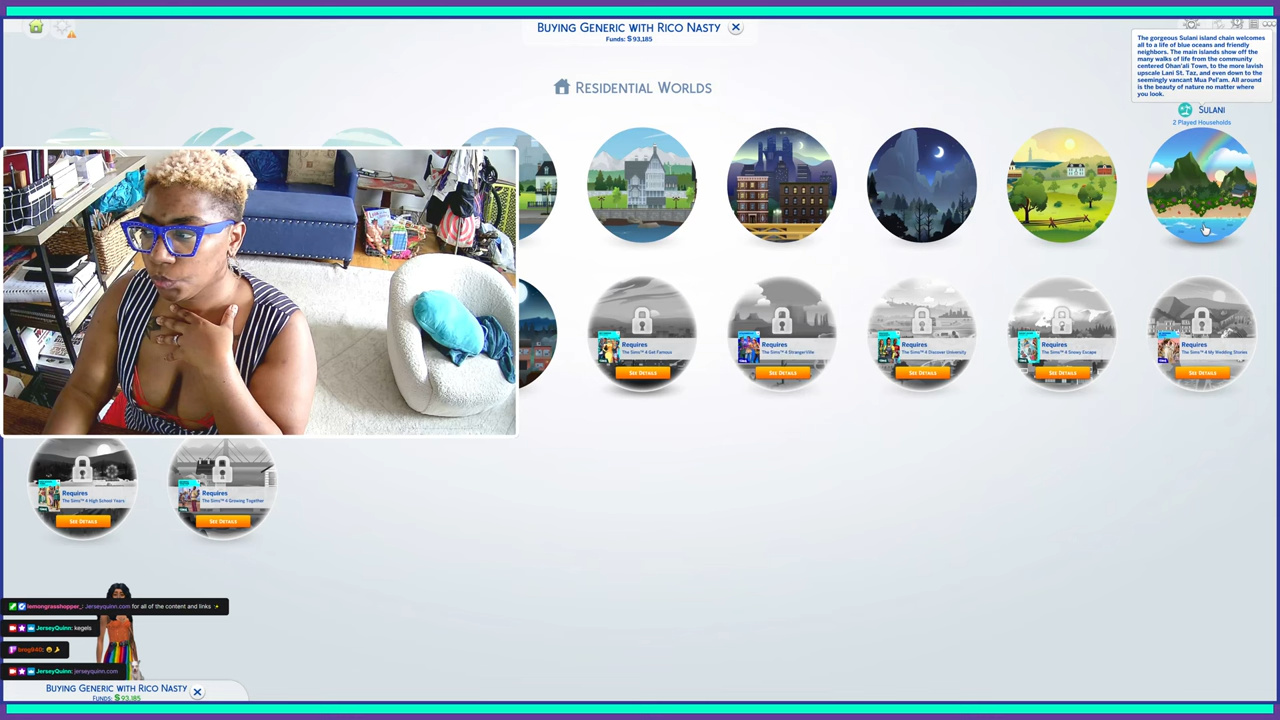 BUYING GENERIC WITH RICO NASTY
FUNDS: $93,185
The gorgeous Sulani island chain welcomes
all to a life of blue oceans and friendly
neighbors. The main islands show off the
many walks of life from the community
centered Ohan'ali Town, to the more lavish
upscale Lani St. Taz, and even down to the
seemingly vancant Mua Pel'am. All around
is the beauty of nature no matter where
you look.
RESIDENTIAL WORLDS
SULANI
2 Played Households
Requires
The Sims™ 4 Get Famous
SEE DETAILS
Requires
The Sims™ 4 StrangerVille
SEE DETAILS
Requires
The Sims™ 4 Discover University
SEE DETAILS
Requires
The Sims™ 4 Snowy Escape
SEE DETAILS
Requires
The Sims™ 4 My Wedding Stories
SEE DETAILS
Requires
The Sims™ 4 High School Years
SEE DETAILS
Requires
The Sims™ 4 Growing Together
SEE DETAILS
lemongrasshopper_: Jerseyquinn.com for all of the content and links
JerseyQuinn: kegels
brog940:
JerseyQuinn: jerseyquinn.com
BUYING GENERIC WITH RICO NASTY
FUNDS: $93,185